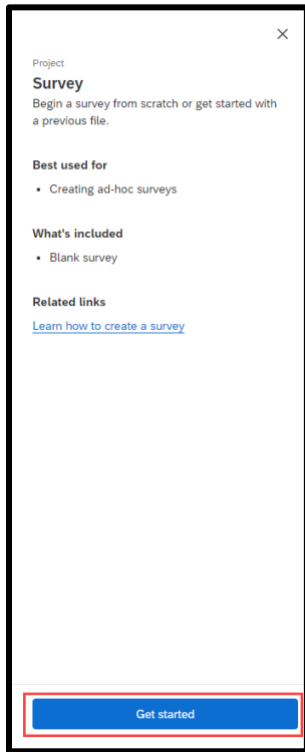 Project
Survey
Begin a survey from scratch or get started with
a previous file.
Best used for
• Creating ad-hoc surveys
What's included
• Blank survey
Related links
Learn how to create a survey
Get started